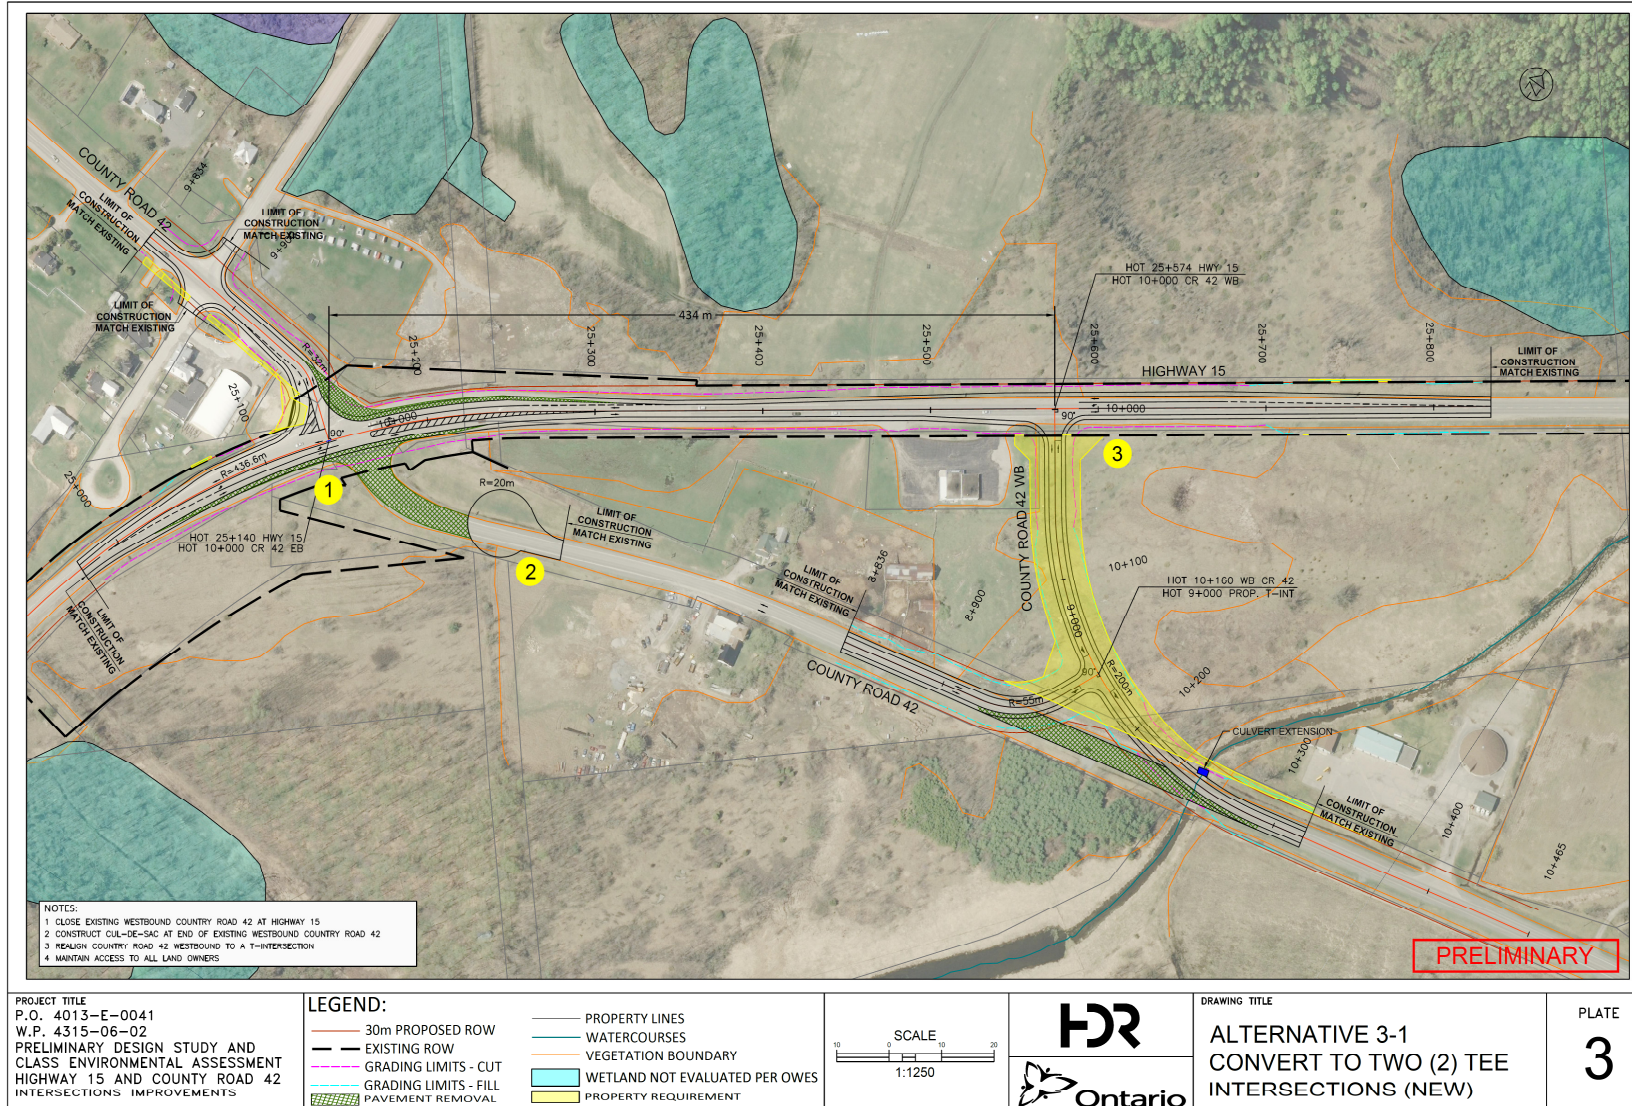 COUNTY ROAD 42
9+834
LIMIT OF
CONSTRUCTION
MATCH EXISTING
LIMIT OF
CONSTRUCTION
MATCH EXISTING
9+900
LIMIT OF
CONSTRUCTION
MATCH EXISTING
HOT 25+574 HWY 15
HOT 10+000 CR 42 WB
434 m
R=32m
25+100
25+200
25+300
25+400
25+500
25+600
25+700
25+800
LIMIT OF
CONSTRUCTION
MATCH EXISTING
HIGHWAY 15
10+000
90°
10+000
90°
25+000
R=436.6m
1
3
R=20m
LIMIT OF
CONSTRUCTION
MATCH EXISTING
HOT 25+140 HWY 15
HOT 10+000 CR 42 EB
2
LIMIT OF
CONSTRUCTION
MATCH EXISTING
LIMIT OF
CONSTRUCTION
MATCH EXISTING
8+836
8+900
COUNTY ROAD 42 WB
9+000
10+100
HOT 10+160 WB CR 42
HOT 9+000 PROP. T-INT
90°
R=200m
10+200
R=55m
COUNTY ROAD 42
CULVERT EXTENSION
10+300
LIMIT OF
CONSTRUCTION
MATCH EXISTING
10+400
10+465
NOTES:
1 CLOSE EXISTING WESTBOUND COUNTRY ROAD 42 AT HIGHWAY 15
2 CONSTRUCT CUL-DE-SAC AT END OF EXISTING WESTBOUND COUNTRY ROAD 42
3 REALIGN COUNTRY ROAD 42 WESTBOUND TO A T-INTERSECTION
4 MAINTAIN ACCESS TO ALL LAND OWNERS
PRELIMINARY
PROJECT TITLE
P.O. 4013-E-0041
W.P. 4315-06-02
PRELIMINARY DESIGN STUDY AND
CLASS ENVIRONMENTAL ASSESSMENT
HIGHWAY 15 AND COUNTY ROAD 42
INTERSECTIONS IMPROVEMENTS
LEGEND:
30m PROPOSED ROW
EXISTING ROW
GRADING LIMITS - CUT
GRADING LIMITS - FILL
PAVEMENT REMOVAL
PROPERTY LINES
WATERCOURSES
VEGETATION BOUNDARY
WETLAND NOT EVALUATED PER OWES
PROPERTY REQUIREMENT
SCALE
10 0 10 20
1:1250
HDR
Ontario
DRAWING TITLE
ALTERNATIVE 3-1
CONVERT TO TWO (2) TEE
INTERSECTIONS (NEW)
PLATE
3